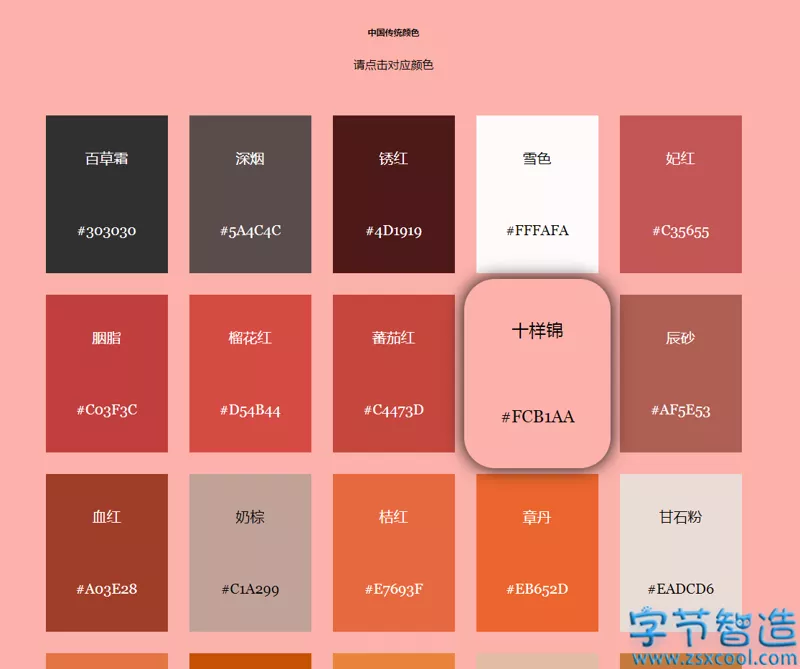 中国传统颜色
请点击对应颜色
百草霜 深烟 锈红 雪色 妃红
#303030 #5A4C4C #4D1919 #FFFAFA #C35655
胭脂 榴花红 蕃茄红 十样锦 辰砂
#C03F3C #D54B44 #C4473D #FCB1AA #AF5E53
血红 奶棕 桔红 章丹 甘石粉
#A03E28 #C1A299 #E7693F #EB652D #EADCD6
字节智造
www.zsxcool.com